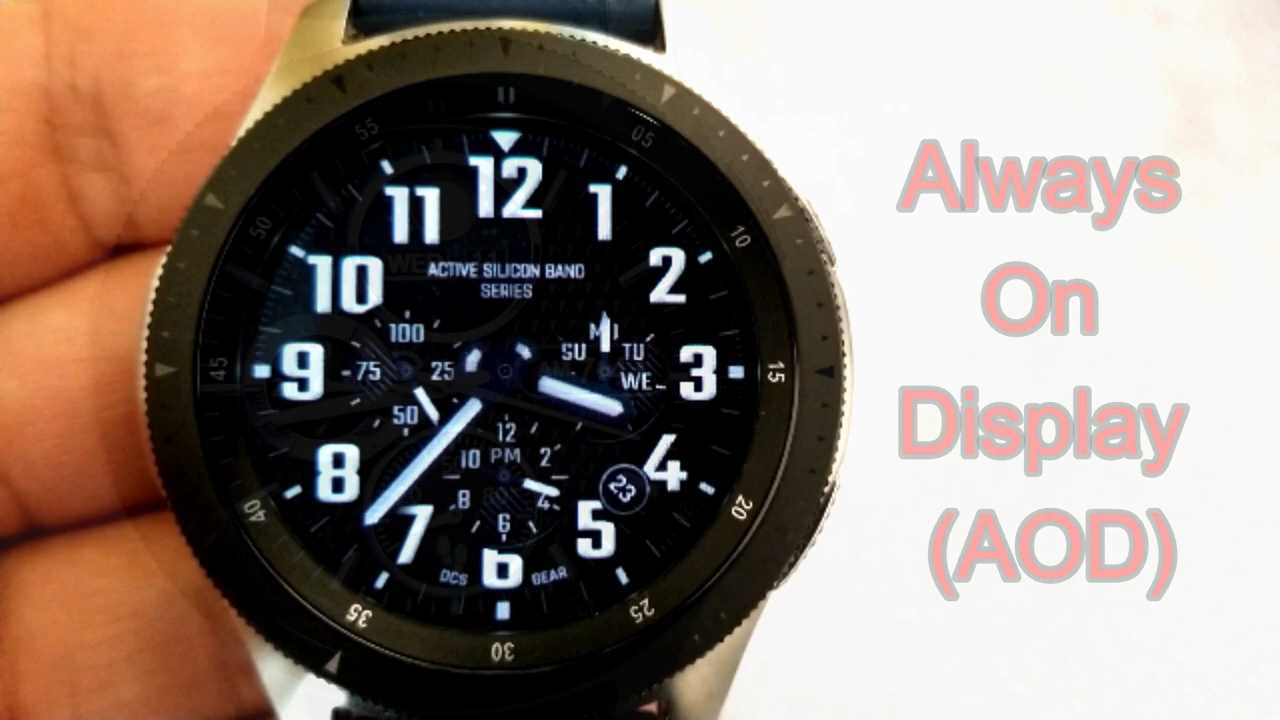 55
05
50
10
45
15
40
20
35
25
30
12
11
1
10
2
9
3
8
4
7
5
6
ACTIVE SILICON BAND
SERIES
100
75
25
50
SU
TU
WE
12
PM
10
2
8
4
6
23
DCS
GEAR
Always
On
Display
(AOD)